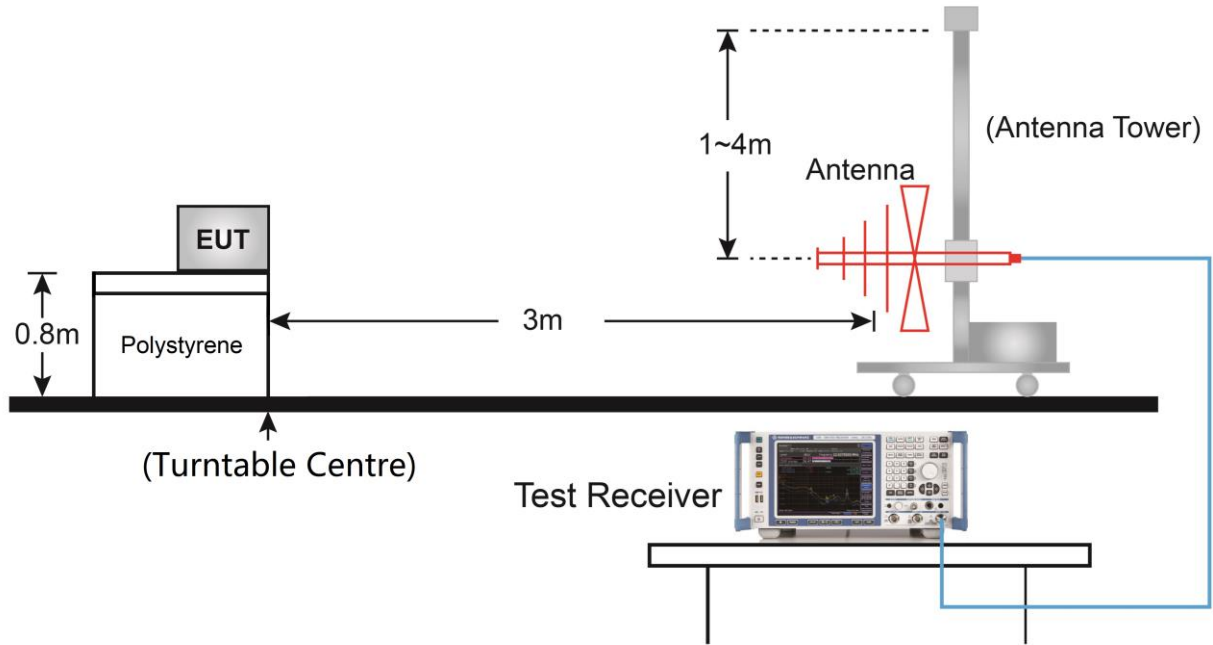 1~4m
(Antenna Tower)
Antenna
EUT
0.8m
3m
Polystyrene
(Turntable Centre)
Test Receiver